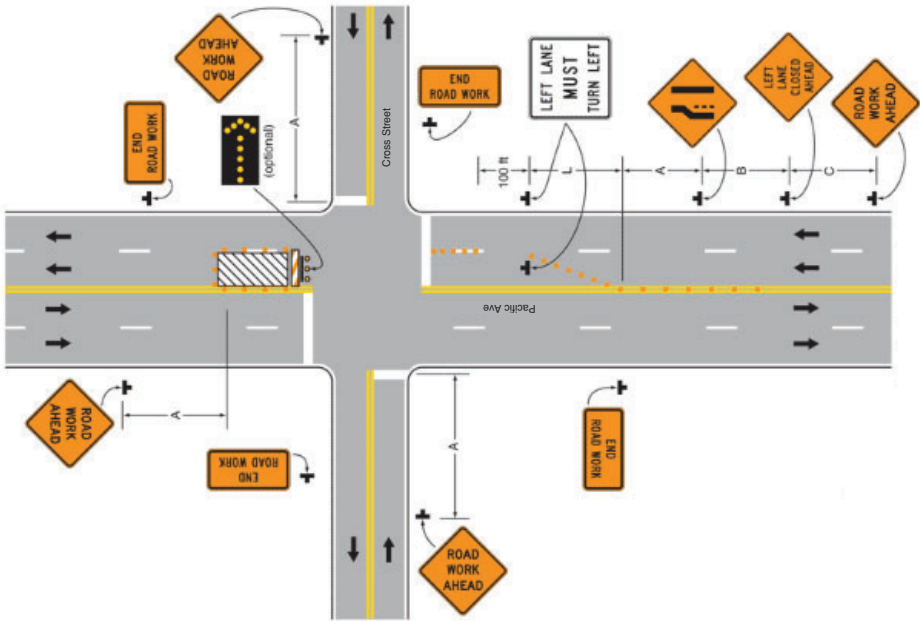 ROAD
WORK
AHEAD
END
ROAD WORK
(optional)
A
Cross Street
END
ROAD WORK
LEFT LANE
MUST
TURN LEFT
LEFT
LANE
CLOSED
AHEAD
ROAD
WORK
AHEAD
100 ft
L
A
B
C
Pacific Ave
ROAD
WORK
AHEAD
A
END
ROAD WORK
A
END
ROAD WORK
ROAD
WORK
AHEAD